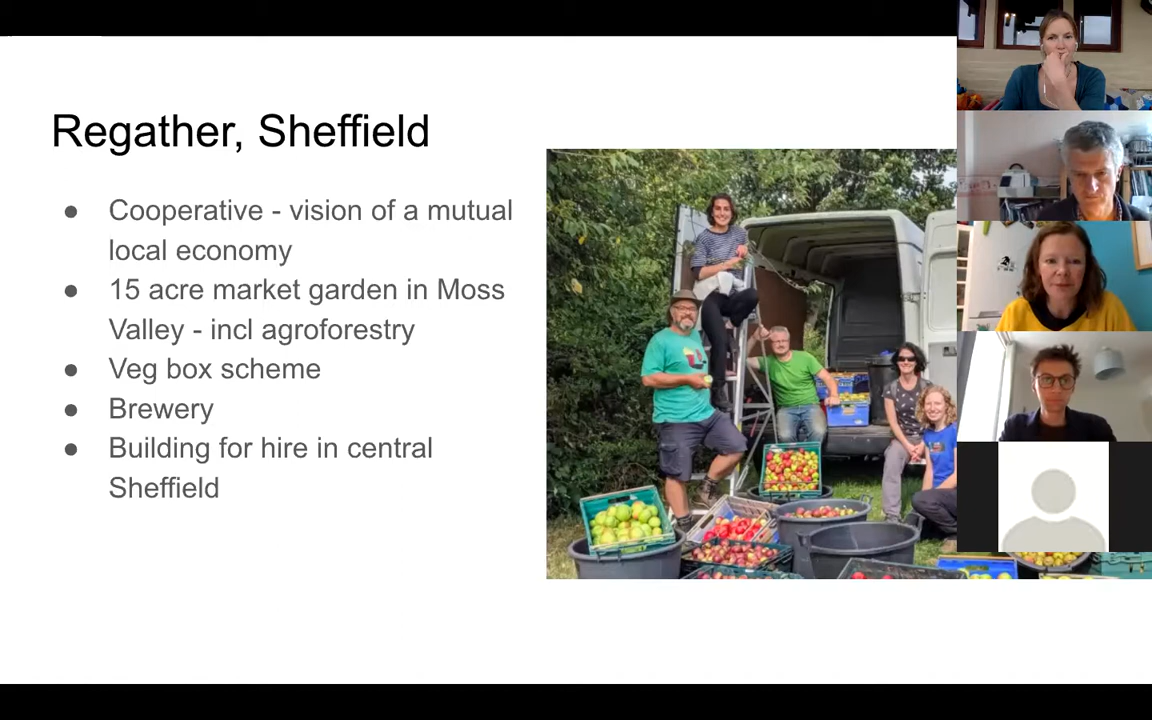 Regather, Sheffield
● Cooperative - vision of a mutual
local economy
● 15 acre market garden in Moss
Valley - incl agroforestry
● Veg box scheme
● Brewery
● Building for hire in central
Sheffield